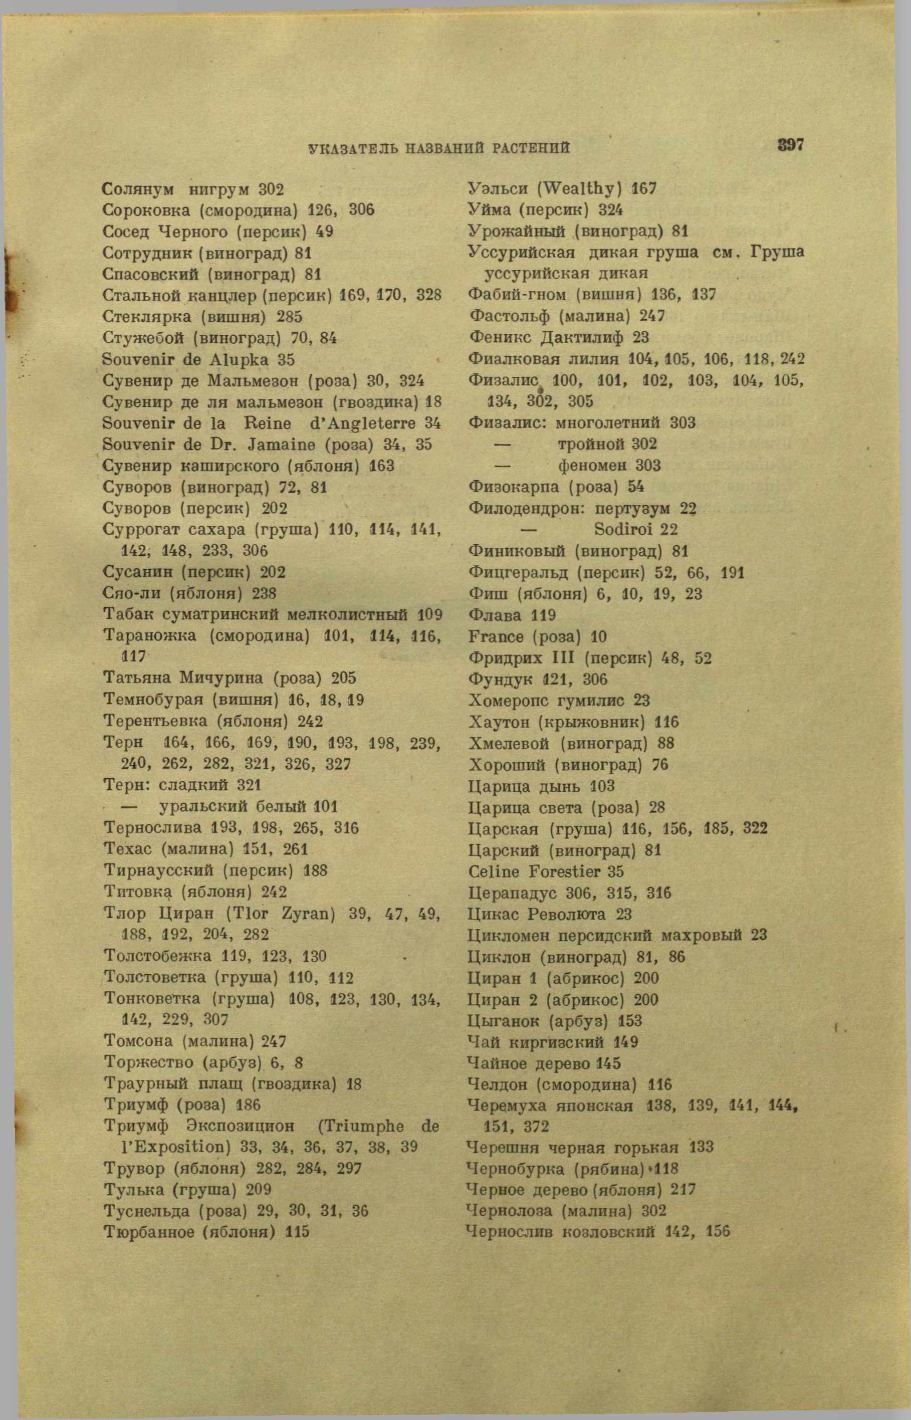 УКАЗАТЕЛЬ НАЗВАНИЙ РАСТЕНИЙ 397
Солянум нигрум 302
Сороковка (смородина) 126, 306
Сосед Черного (персик) 49
Сотрудник (виноград) 81
Спасовский (виноград) 81
Стальной канцлер (персик) 169, 170, 328
Стеклярка (вишня) 285
Стужебой (виноград) 70, 84
Souvenir de Alupka 35
Сувенир де Мальмезон (роза) 30, 324
Сувенир де ля мальмезон (гвоздика) 18
Souvenir de la Reine d'Angleterre 34
Souvenir de Dr. Jamaine (роза) 34, 35
Сувенир каширского (яблоня) 163
Суворов (виноград) 72, 81
Суворов (персик) 202
Суррогат сахара (груша) 110, 114, 141,
142, 148, 233, 306
Сусанин (персик) 202
Сяо-ли (яблоня) 238
Табак суматринский мелколистный 109
Тараножка (смородина) 101, 114, 116,
117
Татьяна Мичурина (роза) 205
Темнобурая (вишня) 16, 18, 19
Терентьевка (яблоня) 242
Терн 164, 166, 169, 190, 193, 198, 239,
240, 262, 282, 321, 326, 327
Терн: сладкий 321
— уральский белый 101
Тернослива 193, 198, 265, 316
Техас (малина) 151, 261
Тирнаусский (персик) 188
Титовка (яблоня) 242
Тлор Циран (Tlor Zyran) 39, 47, 49,
188, 192, 204, 282
Толстобежка 119, 123, 130
Толстоветка (груша) 110, 112
Тонковетка (груша) 108, 123, 130, 134,
142, 229, 307
Томсона (малина) 247
Торжество (арбуз) 6, 8
Траурный плащ (гвоздика) 18
Триумф (роза) 186
Триумф Экспозицион (Triumphe de
l'Exposition) 33, 34, 36, 37, 38, 39
Трувор (яблоня) 282, 284, 297
Тулька (груша) 209
Туснельда (роза) 29, 30, 31, 36
Тюрбанное (яблоня) 115
Уэльси (Wealthy) 167
Уйма (персик) 324
Урожайный (виноград) 81
Уссурийская дикая груша см. Груша
уссурийская дикая
Фабий-гном (вишня) 136, 137
Фастольф (малина) 247
Феникс Дактилиф 23
Фиалковая лилия 104, 105, 106, 118, 242
Физалис 100, 101, 102, 103, 104, 105,
134, 302, 305
Физалис: многолетний 303
— тройной 302
— феномен 303
Физокарпа (роза) 54
Филодендрон: пертузум 22
— Sodiroi 22
Финиковый (виноград) 81
Фицгеральд (персик) 52, 66, 191
Фиш (яблоня) 6, 10, 19, 23
Флава 119
France (роза) 10
Фридрих III (персик) 48, 52
Фундук 121, 306
Хомеропс гумилис 23
Хаутон (крыжовник) 116
Хмелевой (виноград) 88
Хороший (виноград) 76
Царица дынь 103
Царица света (роза) 28
Царская (груша) 116, 156, 185, 322
Царский (виноград) 81
Celine Forestier 35
Церападус 306, 315, 316
Цикас Революта 23
Цикломен персидский махровый 23
Циклон (виноград) 81, 86
Циран 1 (абрикос) 200
Циран 2 (абрикос) 200
Цыганок (арбуз) 153
Чай киргизский 149
Чайное дерево 145
Челдон (смородина) 116
Черемуха японская 138, 139, 141, 144,
151, 372
Черешня черная горькая 133
Чернобурка (рябина) 118
Черное дерево (яблоня) 217
Чернолоза (малина) 302
Чернослив козловский 142, 156